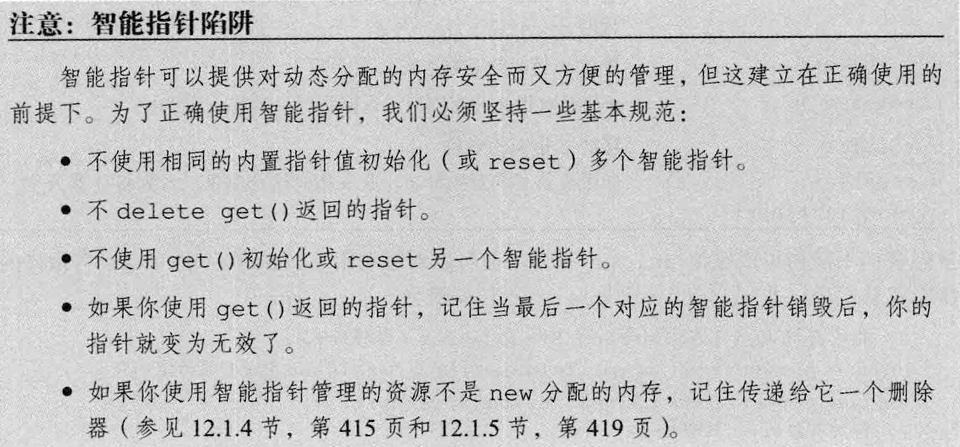 注意：智能指针陷阱
智能指针可以提供对动态分配的内存安全而又方便的管理，但这建立在正确使用的
前提下。为了正确使用智能指针，我们必须坚持一些基本规范：
● 不使用相同的内置指针值初始化（或 reset）多个智能指针。
● 不 delete get()返回的指针。
● 不使用 get()初始化或 reset 另一个智能指针。
● 如果你使用 get()返回的指针，记住当最后一个对应的智能指针销毁后，你的
指针就变为无效了。
● 如果你使用智能指针管理的资源不是 new 分配的内存，记住传递给它一个删除
器（参见 12.1.4 节，第 415 页和 12.1.5 节，第 419 页）。